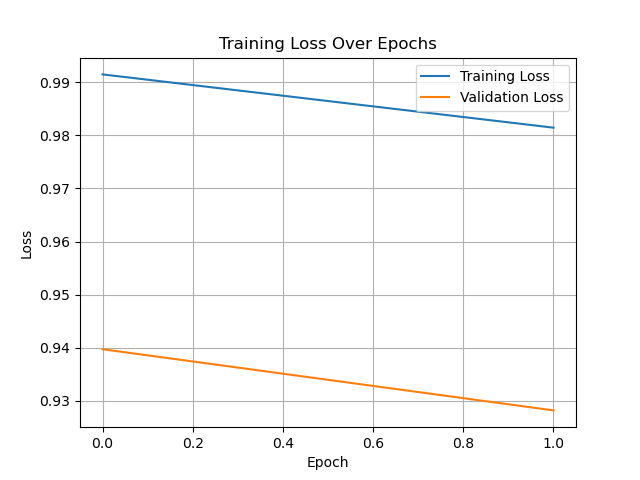 Training Loss Over Epochs
Training Loss
Validation Loss
0.99
0.98
0.97
0.96
0.95
0.94
0.93
Loss
0.0 0.2 0.4 0.6 0.8 1.0
Epoch